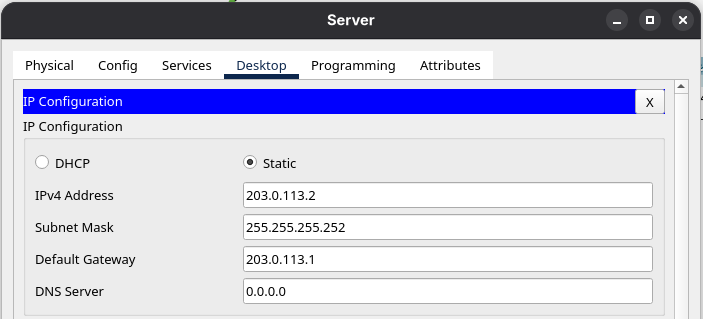 Server
Physical Config Services Desktop Programming Attributes
IP Configuration X
IP Configuration
DHCP Static
IPv4 Address 203.0.113.2
Subnet Mask 255.255.255.252
Default Gateway 203.0.113.1
DNS Server 0.0.0.0